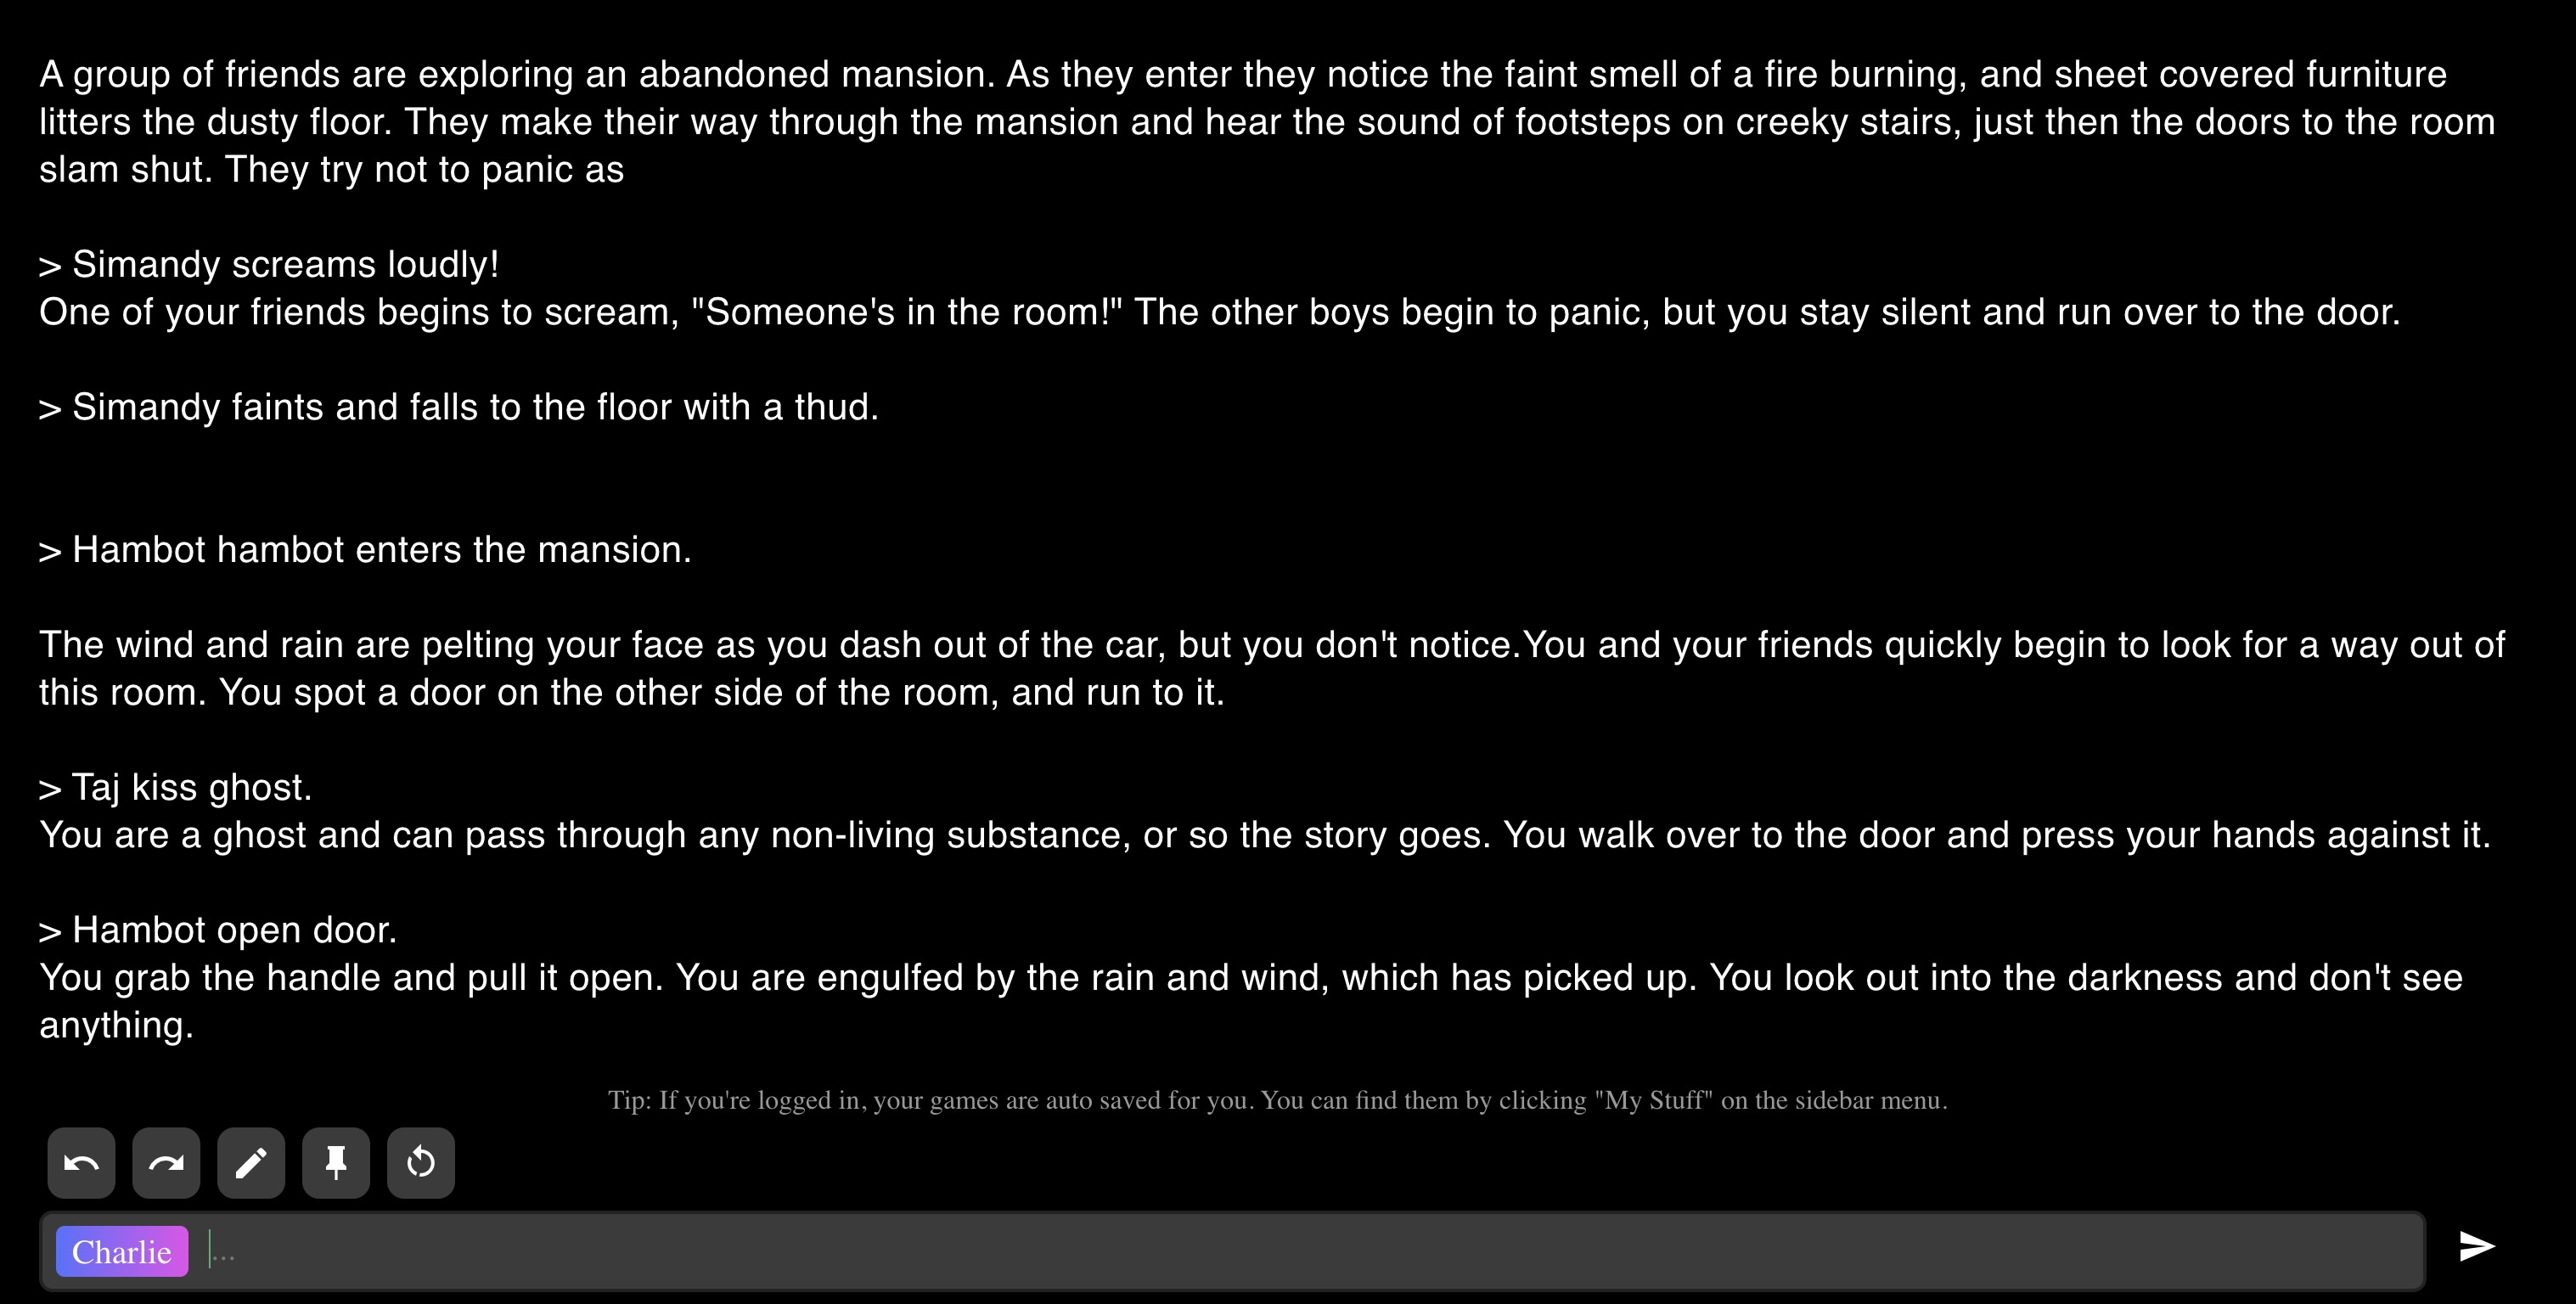 A group of friends are exploring an abandoned mansion. As they enter they notice the faint smell of a fire burning, and sheet covered furniture
litters the dusty floor. They make their way through the mansion and hear the sound of footsteps on creeky stairs, just then the doors to the room
slam shut. They try not to panic as
> Simandy screams loudly!
One of your friends begins to scream, "Someone's in the room!" The other boys begin to panic, but you stay silent and run over to the door.
> Simandy faints and falls to the floor with a thud.
> Hambot hambot enters the mansion.
The wind and rain are pelting your face as you dash out of the car, but you don't notice.You and your friends quickly begin to look for a way out of
this room. You spot a door on the other side of the room, and run to it.
> Taj kiss ghost.
You are a ghost and can pass through any non-living substance, or so the story goes. You walk over to the door and press your hands against it.
> Hambot open door.
You grab the handle and pull it open. You are engulfed by the rain and wind, which has picked up. You look out into the darkness and don't see
anything.
Tip: If you're logged in, your games are auto saved for you. You can find them by clicking "My Stuff" on the sidebar menu.
Charlie ...